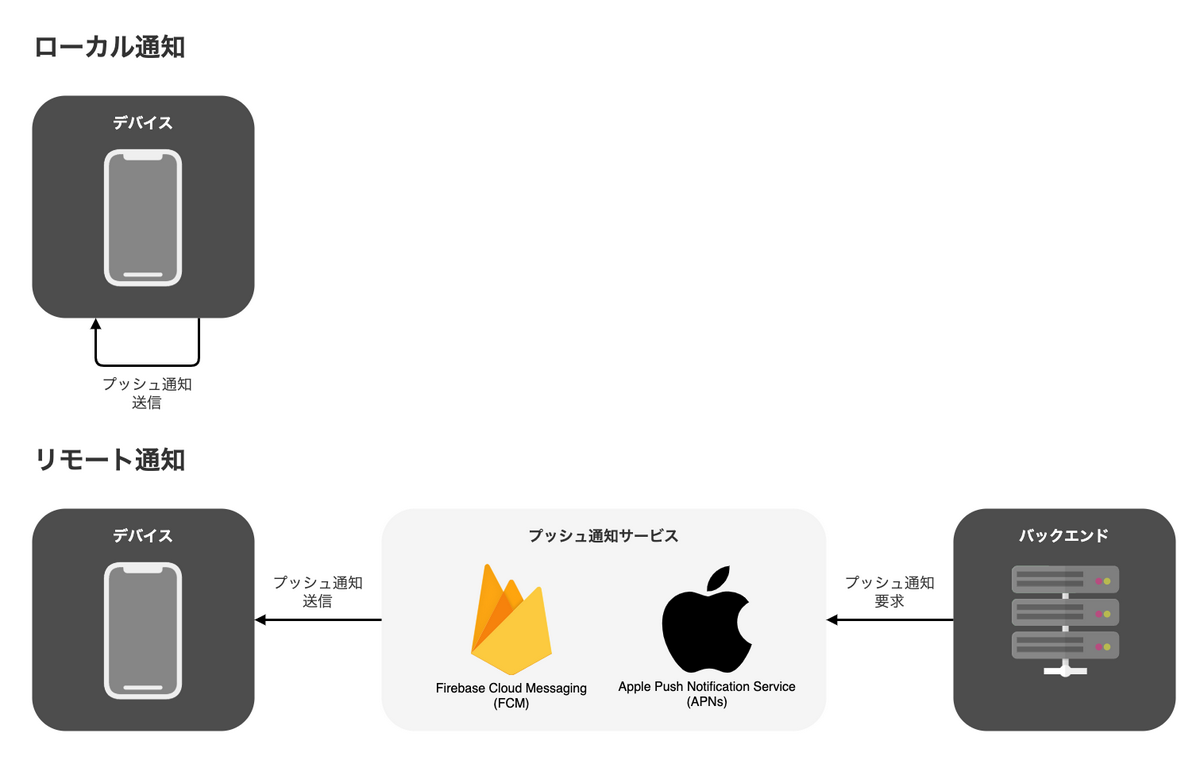 ローカル通知
デバイス
プッシュ通知
送信
リモート通知
デバイス
プッシュ通知
送信
プッシュ通知サービス
Firebase Cloud Messaging
(FCM)
Apple Push Notification Service
(APNs)
プッシュ通知
要求
バックエンド